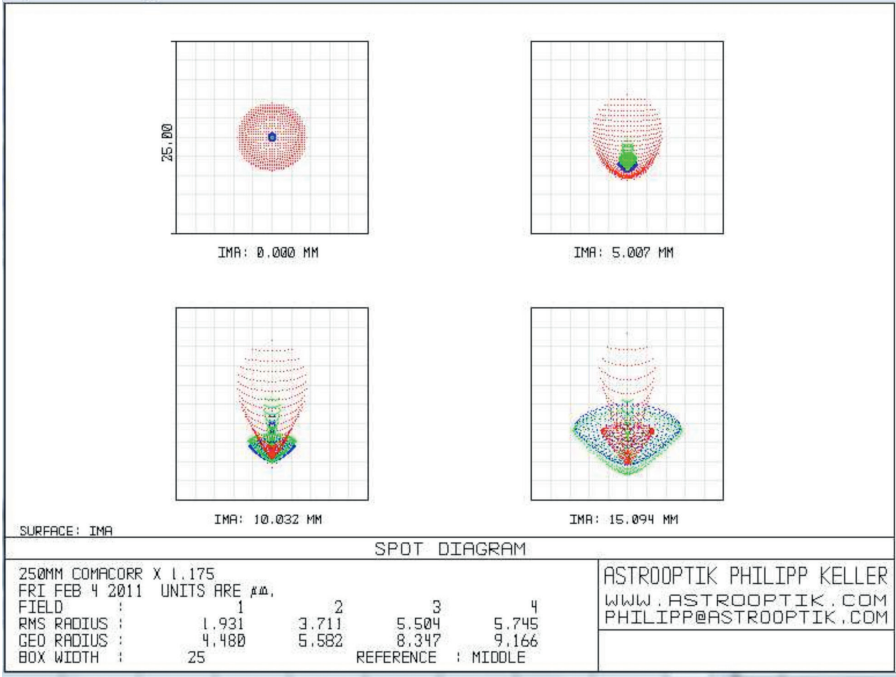 25.00
IMA: 0.000 MM
IMA: 5.007 MM
IMA: 10.032 MM
IMA: 15.094 MM
SURFACE: IMA
SPOT DIAGRAM
250MM COMACORR X 1.175
FRI FEB 4 2011 UNITS ARE µm.
FIELD : 1 2 3 4
RMS RADIUS : 1.931 3.711 5.504 5.745
GEO RADIUS : 4.480 5.582 8.347 9.166
BOX WIDTH : 25 REFERENCE : MIDDLE
ASTROOPTIK PHILIPP KELLER
WWW.ASTROOPTIK.COM
PHILIPP@ASTROOPTIK.COM